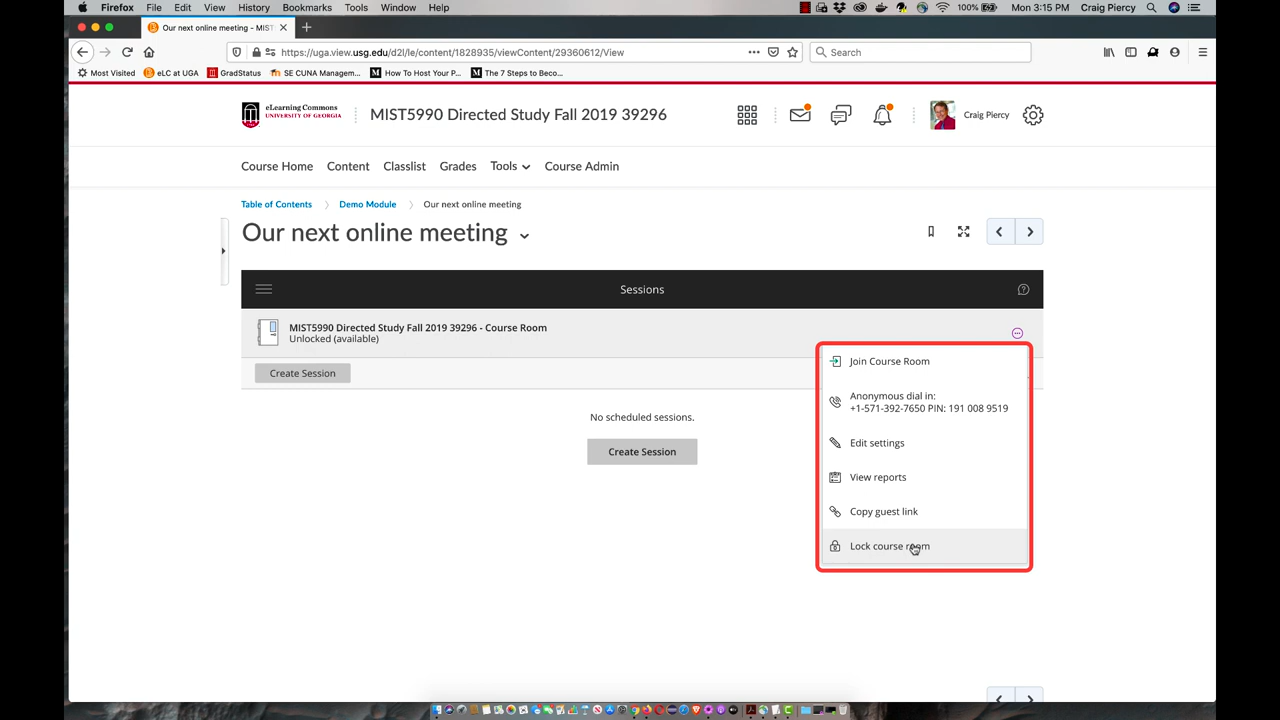 Firefox File Edit View History Bookmarks Tools Window Help 100% Mon 3:15 PM Craig Piercy
Our next online meeting - MIST
https://uga.view.usg.edu/d2l/le/content/1828935/viewContent/29360612/View
Search
Most Visited eLC at UGA GradStatus SE CUNA Managem... How To Host Your P... The 7 Steps to Beco...
eLearning Commons
UNIVERSITY OF GEORGIA
MIST5990 Directed Study Fall 2019 39296
Craig Piercy
Course Home Content Classlist Grades Tools Course Admin
Table of Contents Demo Module Our next online meeting
Our next online meeting
Sessions
MIST5990 Directed Study Fall 2019 39296 - Course Room
Unlocked (available)
Join Course Room
Create Session
Anonymous dial in:
+1-571-392-7650 PIN: 191 008 9519
No scheduled sessions.
Edit settings
Create Session
View reports
Copy guest link
Lock course room